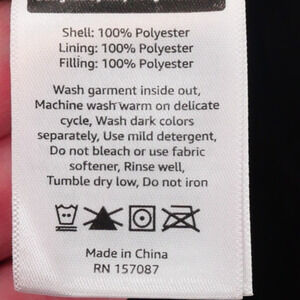 Shell: 100% Polyester
Lining: 100% Polyester
Filling: 100% Polyester
Wash garment inside out,
Machine wash warm on delicate
cycle, Wash dark colors
separately, Use mild detergent,
Do not bleach or use fabric
softener, Rinse well,
Tumble dry low, Do not iron
Made in China
RN 157087